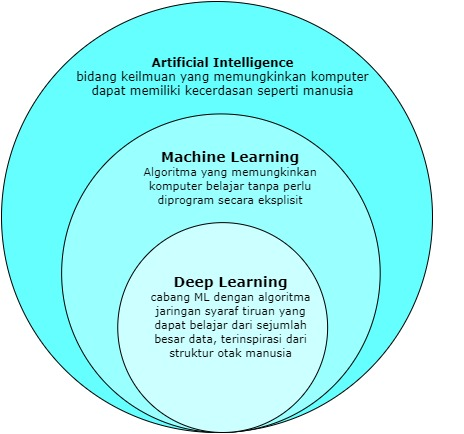 Artificial Intelligence
bidang keilmuan yang memungkinkan komputer
dapat memiliki kecerdasan seperti manusia
Machine Learning
Algoritma yang memungkinkan
komputer belajar tanpa perlu
diprogram secara eksplisit
Deep Learning
cabang ML dengan algoritma
jaringan syaraf tiruan yang
dapat belajar dari sejumlah
besar data, terinspirasi dari
struktur otak manusia